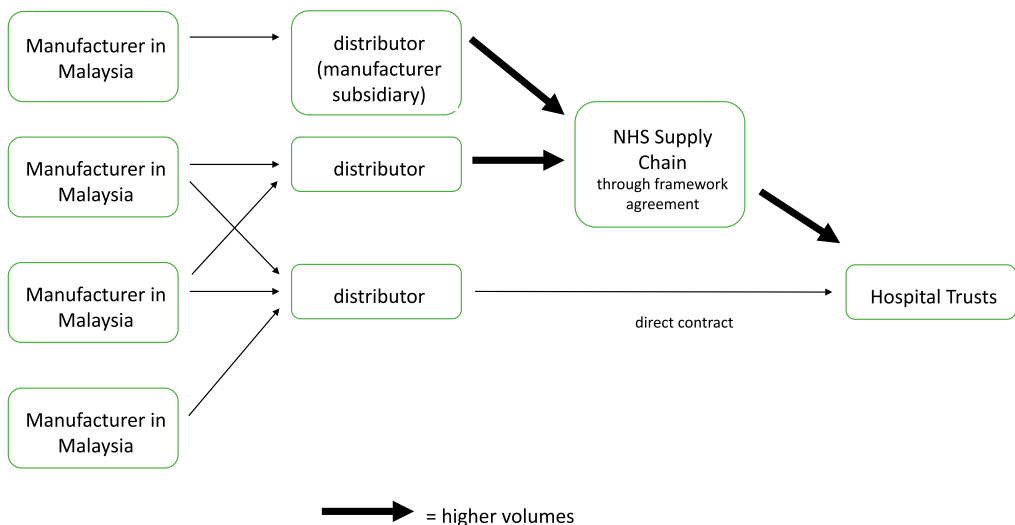 Manufacturer in
Malaysia
distributor
(manufacturer
subsidiary)
NHS Supply
Chain
through framework
agreement
Manufacturer in
Malaysia
distributor
Manufacturer in
Malaysia
distributor
direct contract
Hospital Trusts
Manufacturer in
Malaysia
= higher volumes